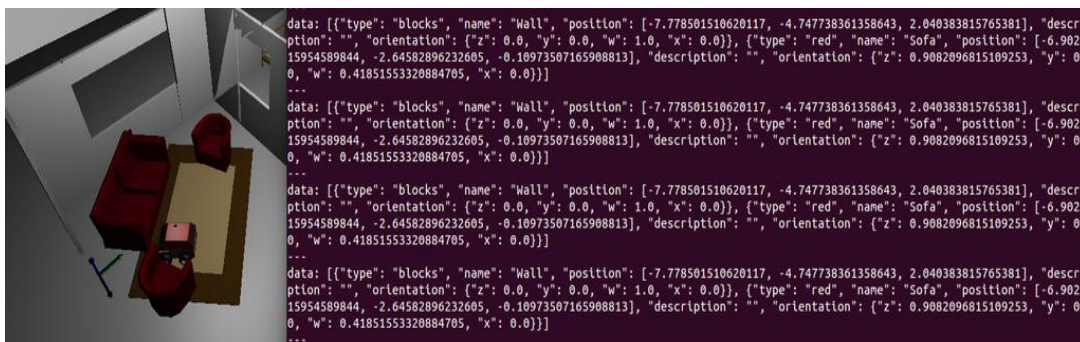 data: [{"type": "blocks", "name": "Wall", "position": [-7.778501510620117, -4.747738361358643, 2.040383815765381], "descr
ption": "", "orientation": {"z": 0.0, "y": 0.0, "w": 1.0, "x": 0.0}}, {"type": "red", "name": "Sofa", "position": [-6.902
15954589844, -2.64582896232605, -0.10973507165908813], "description": "", "orientation": {"z": 0.9082096815109253, "y": 0
0, "w": 0.41851553320884705, "x": 0.0}}]
---
data: [{"type": "blocks", "name": "Wall", "position": [-7.778501510620117, -4.747738361358643, 2.040383815765381], "descr
ption": "", "orientation": {"z": 0.0, "y": 0.0, "w": 1.0, "x": 0.0}}, {"type": "red", "name": "Sofa", "position": [-6.902
15954589844, -2.64582896232605, -0.10973507165908813], "description": "", "orientation": {"z": 0.9082096815109253, "y": 0
0, "w": 0.41851553320884705, "x": 0.0}}]
---
data: [{"type": "blocks", "name": "Wall", "position": [-7.778501510620117, -4.747738361358643, 2.040383815765381], "descr
ption": "", "orientation": {"z": 0.0, "y": 0.0, "w": 1.0, "x": 0.0}}, {"type": "red", "name": "Sofa", "position": [-6.902
15954589844, -2.64582896232605, -0.10973507165908813], "description": "", "orientation": {"z": 0.9082096815109253, "y": 0
0, "w": 0.41851553320884705, "x": 0.0}}]
---
data: [{"type": "blocks", "name": "Wall", "position": [-7.778501510620117, -4.747738361358643, 2.040383815765381], "descr
ption": "", "orientation": {"z": 0.0, "y": 0.0, "w": 1.0, "x": 0.0}}, {"type": "red", "name": "Sofa", "position": [-6.902
15954589844, -2.64582896232605, -0.10973507165908813], "description": "", "orientation": {"z": 0.9082096815109253, "y": 0
0, "w": 0.41851553320884705, "x": 0.0}}]
---